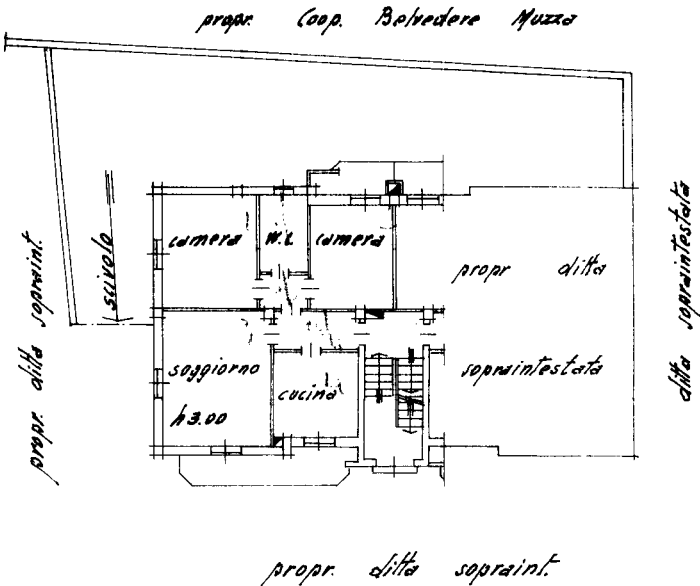 propr. Coop. Belvedere Muzza
propr. ditta sopraint.
scivolo
camera
W.C.
camera
propr ditta
sopraintestata
ditta sopraintestata
soggiorno
h 3.00
cucina
propr. ditta sopraint.